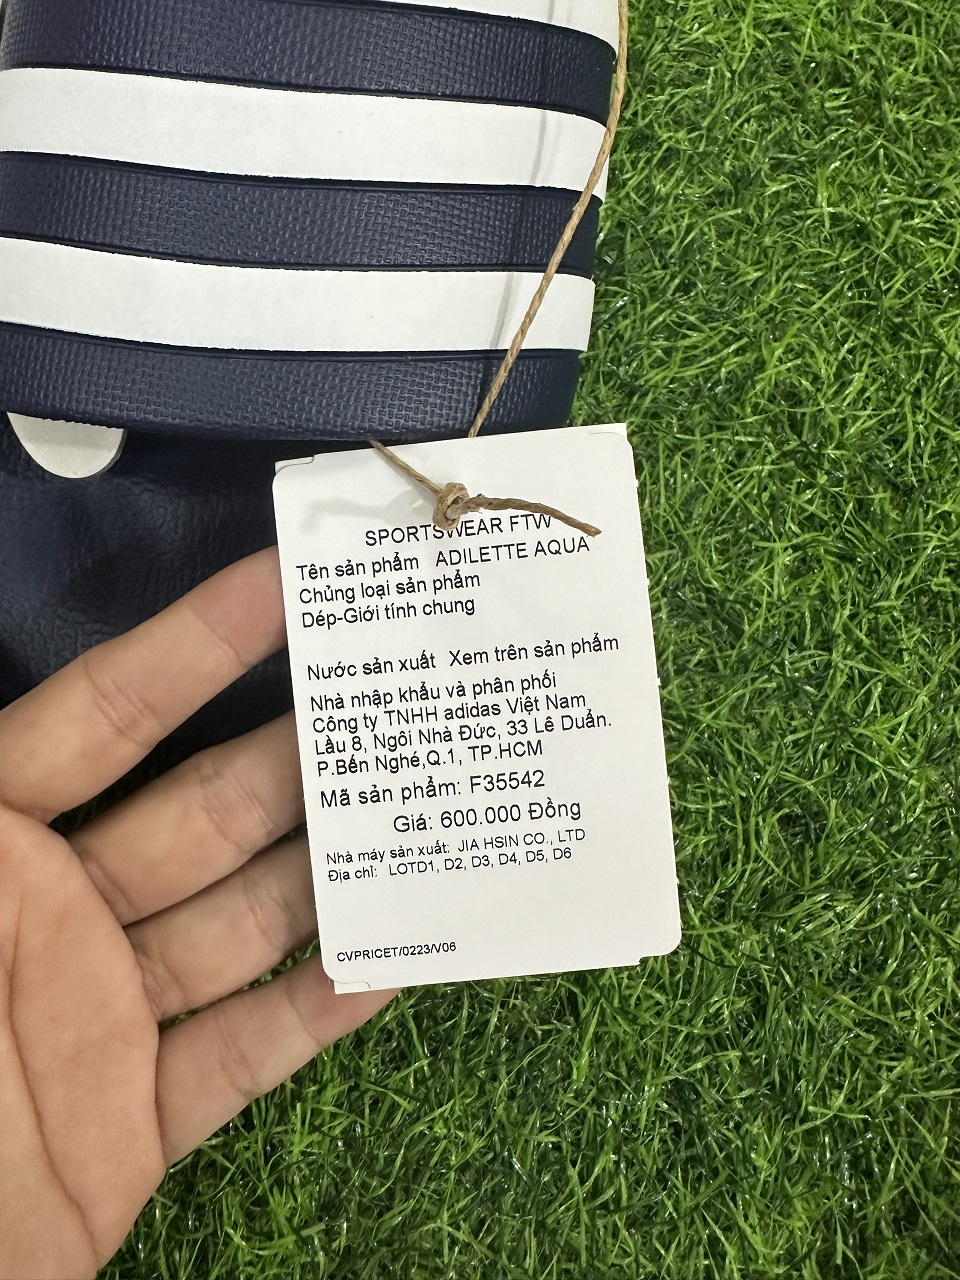 SPORTSWEAR FTW
Tên sản phẩm ADILETTE AQUA
Chủng loại sản phẩm
Dép-Giới tính chung
Nước sản xuất Xem trên sản phẩm
Nhà nhập khẩu và phân phối
Công ty TNHH adidas Việt Nam
Lầu 8, Ngôi Nhà Đức, 33 Lê Duẩn.
P.Bến Nghé,Q.1, TP.HCM
Mã sản phẩm: F35542
Giá: 600.000 Đồng
Nhà máy sản xuất: JIA HSIN CO., LTD
Địa chỉ: LOTD1, D2, D3, D4, D5, D6
CVPRICET/0223/V06